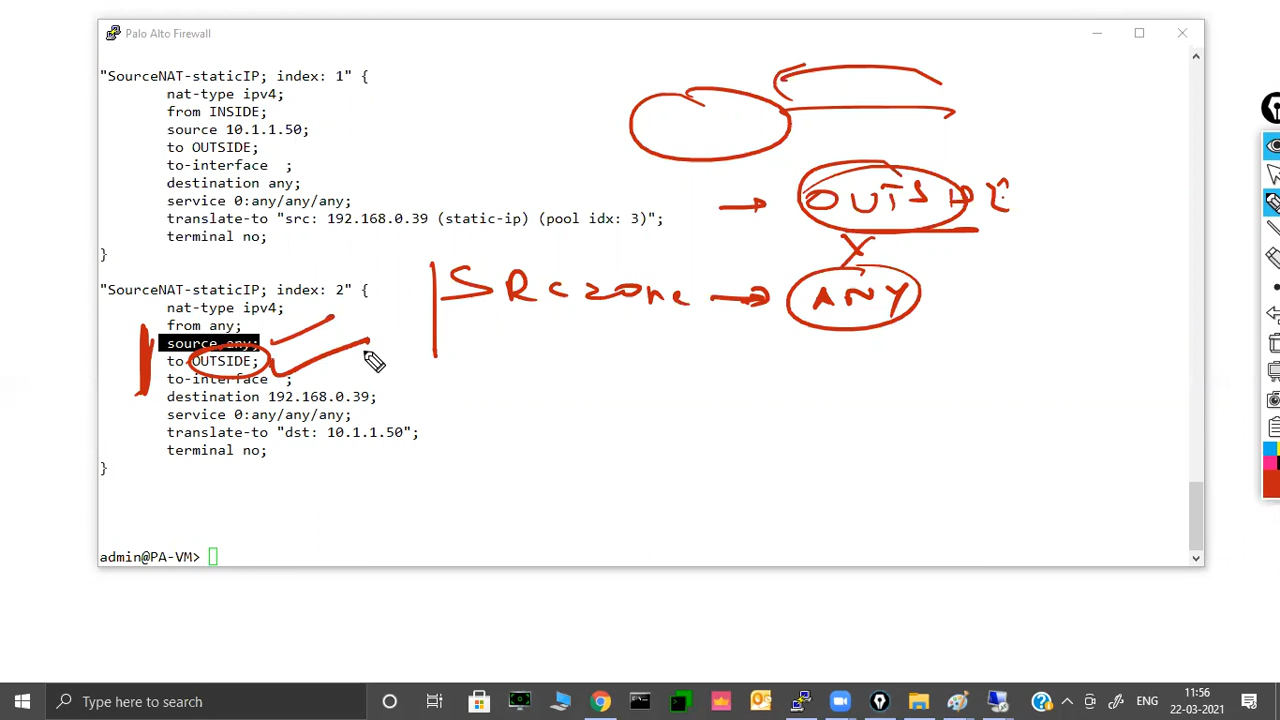 Palo Alto Firewall
"SourceNAT-staticIP; index: 1" {
nat-type ipv4;
from INSIDE;
source 10.1.1.50;
to OUTSIDE;
to-interface  ;
destination any;
service 0:any/any/any;
translate-to "src: 192.168.0.39 (static-ip) (pool idx: 3)";
terminal no;
}
OUTSIDE
SRC zone ANY
"SourceNAT-staticIP; index: 2" {
nat-type ipv4;
from any;
source any;
to OUTSIDE;
to-interface  ;
destination 192.168.0.39;
service 0:any/any/any;
translate-to "dst: 10.1.1.50";
terminal no;
}
admin@PA-VM>
Type here to search
ENG
11:56
22-03-2021